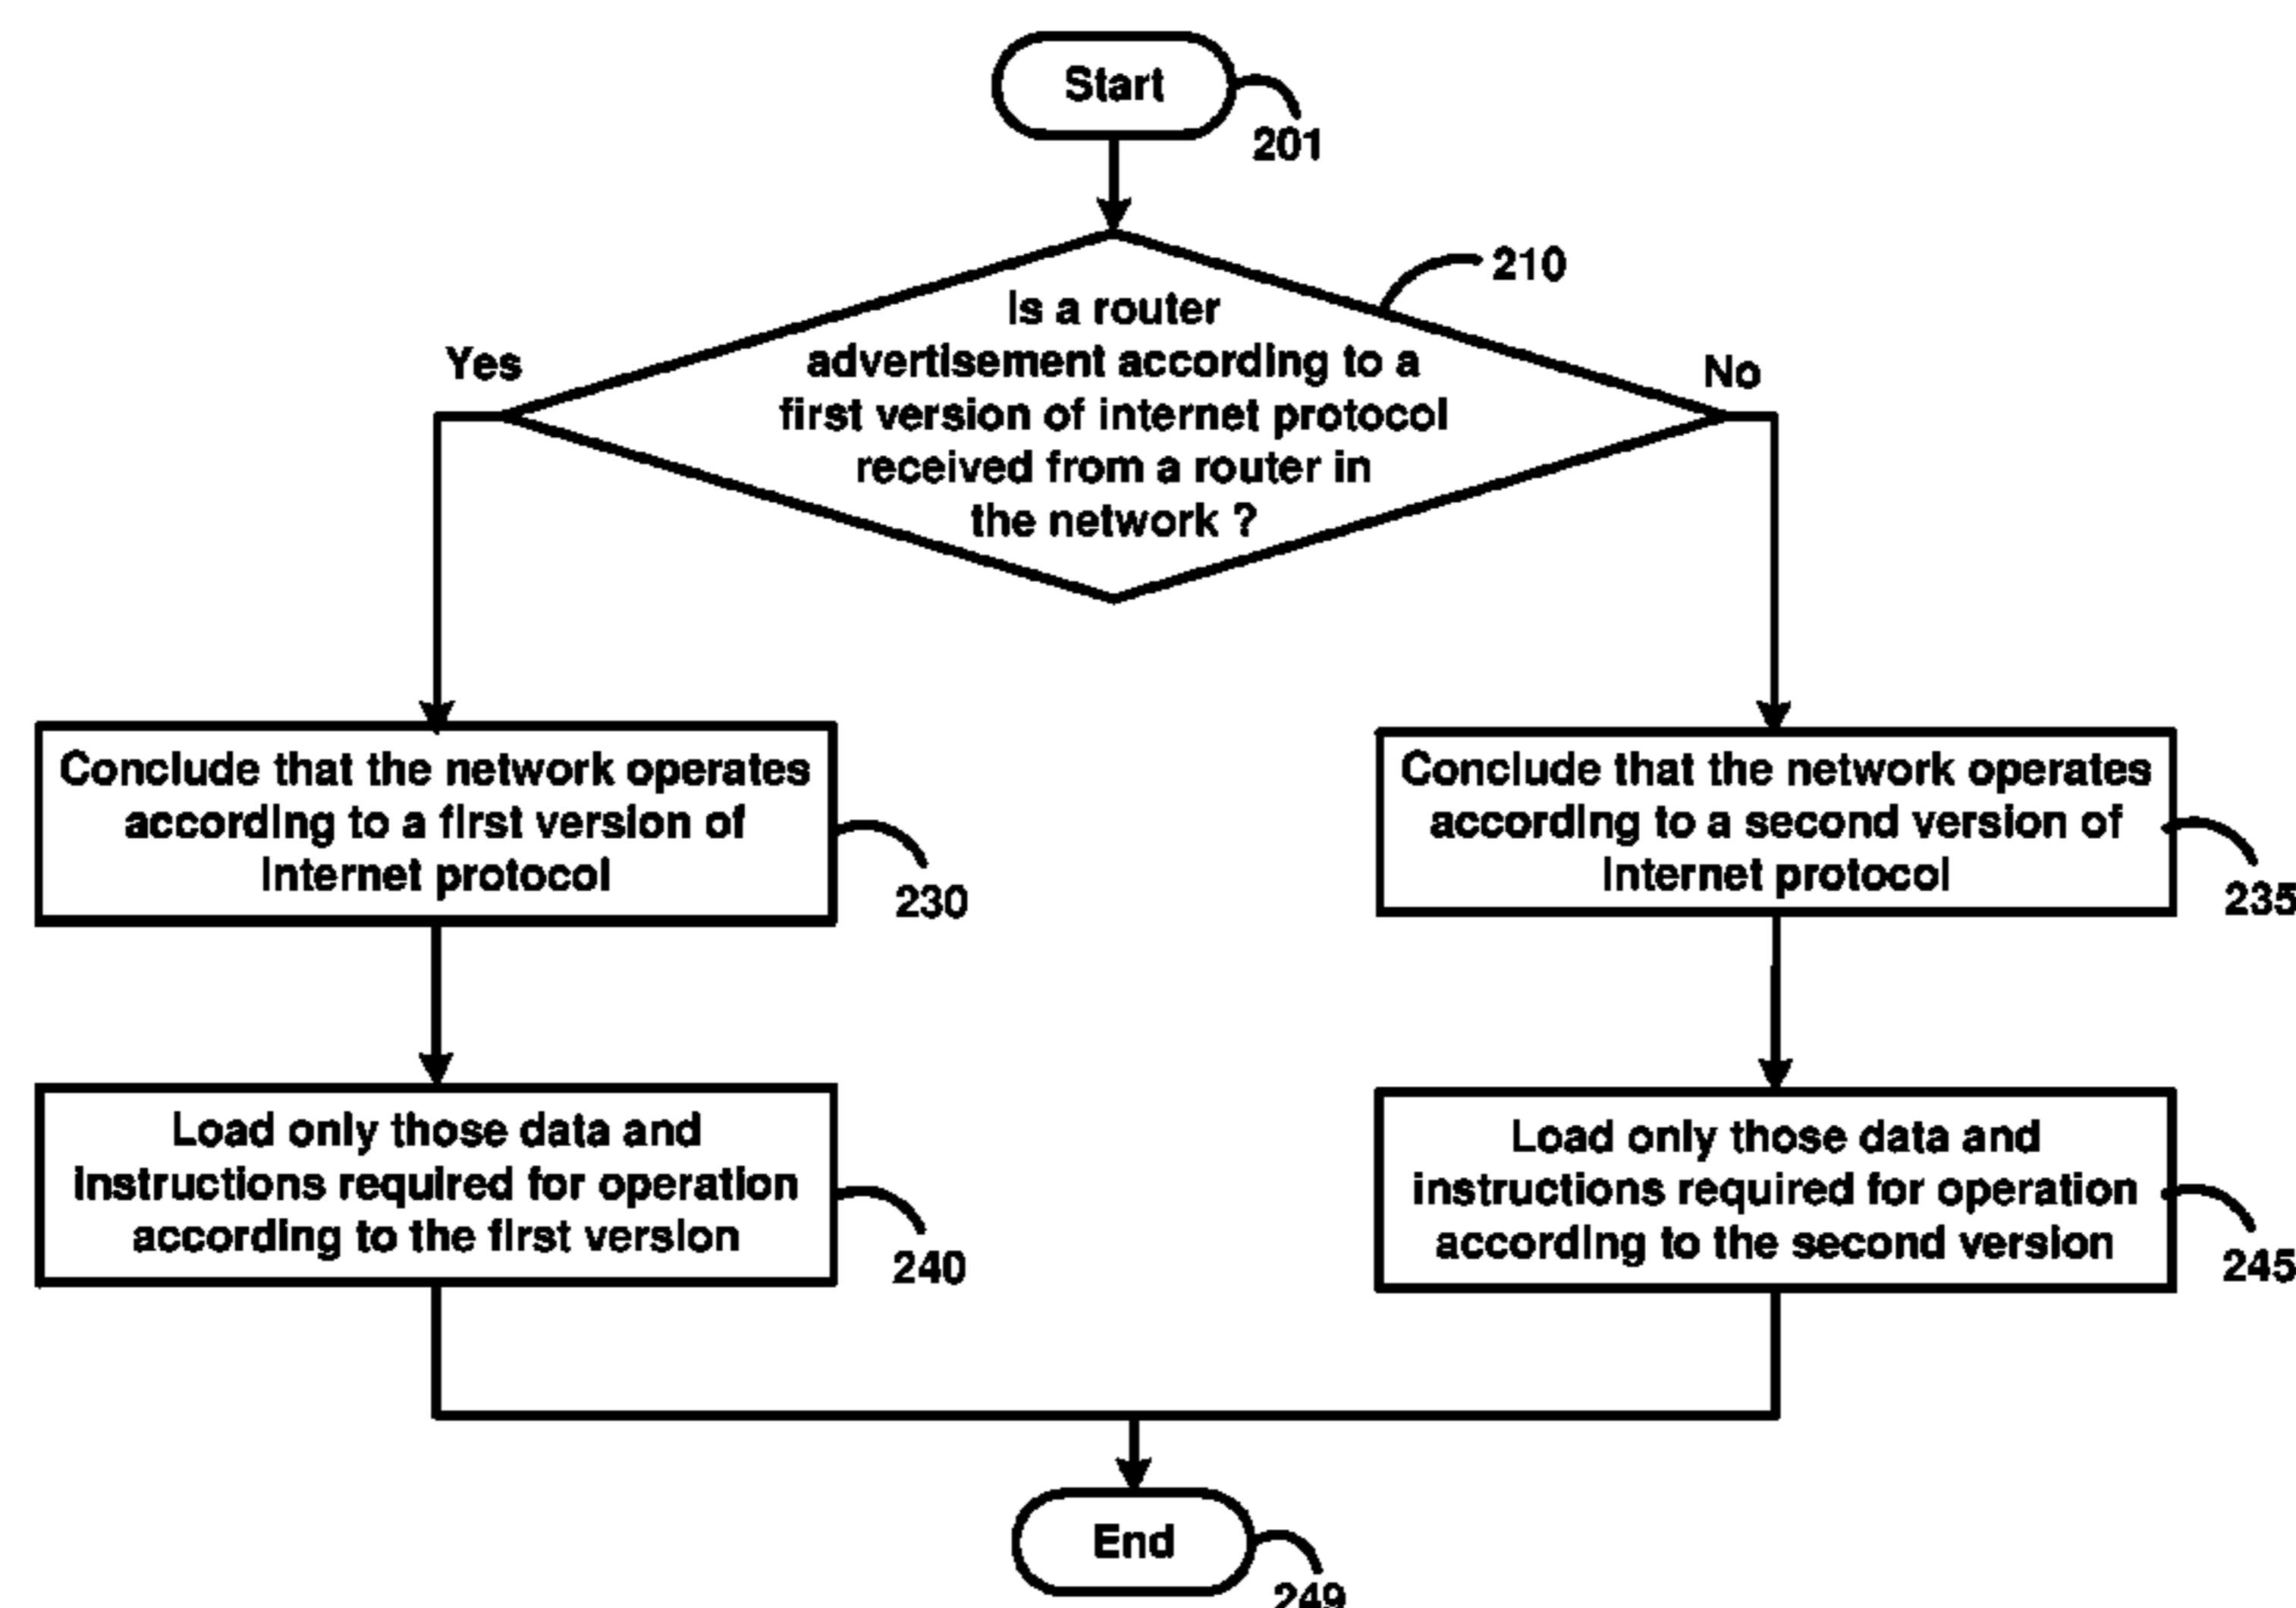 Start
201
210
Is a router
advertisement according to a
first version of internet protocol
received from a router in
the network ?
Yes
No
Conclude that the network operates
according to a first version of
Internet protocol
230
Conclude that the network operates
according to a second version of
Internet protocol
235
Load only those data and
instructions required for operation
according to the first version
240
Load only those data and
instructions required for operation
according to the second version
245
End
249